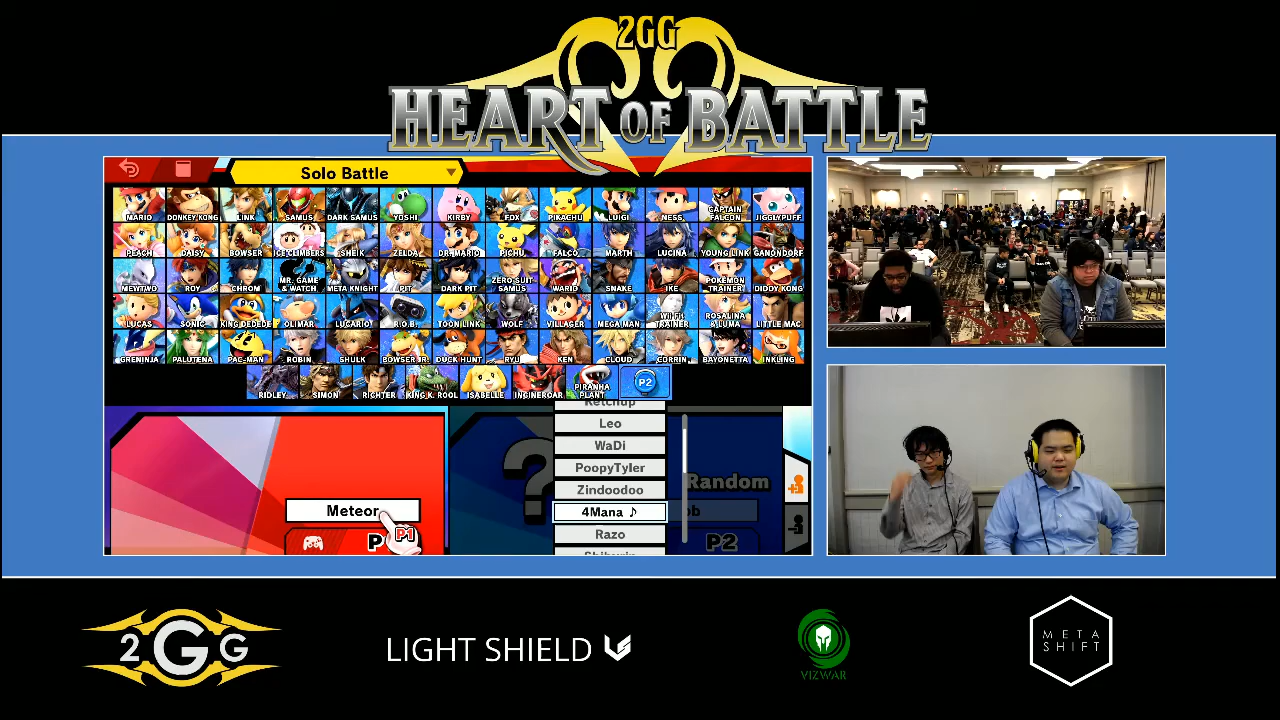 2GG
HEART OF BATTLE
Solo Battle
MARIO DONKEY KONG LINK SAMUS DARK SAMUS YOSHI KIRBY FOX PIKACHU LUIGI NESS CAPTAIN FALCON JIGGLYPUFF
PEACH DAISY BOWSER ICE CLIMBERS SHEIK ZELDA DR. MARIO PICHU FALCO MARTH LUCINA YOUNG LINK GANONDORF
MEWTWO ROY CHROM MR. GAME & WATCH META KNIGHT PIT DARK PIT ZERO SUIT SAMUS WARIO SNAKE IKE POKÉMON TRAINER DIDDY KONG
LUCAS SONIC KING DEDEDE OLIMAR LUCARIO R.O.B. TOON LINK WOLF VILLAGER MEGA MAN WII FIT TRAINER ROSALINA & LUMA LITTLE MAC
GRENINJA PALUTENA PAC-MAN ROBIN SHULK BOWSER JR. DUCK HUNT RYU KEN CLOUD CORRIN BAYONETTA INKLING
RIDLEY SIMON RICHTER KING K. ROOL ISABELLE INCINEROAR PIRANHA PLANT P2
Ketchup
Leo
WaDi
PoopyTyler
Zindoodoo
4Mana ♪
Razo
?
Random
Meteor
P1
P2
2GG
LIGHT SHIELD
VIZWAR
META
SHIFT